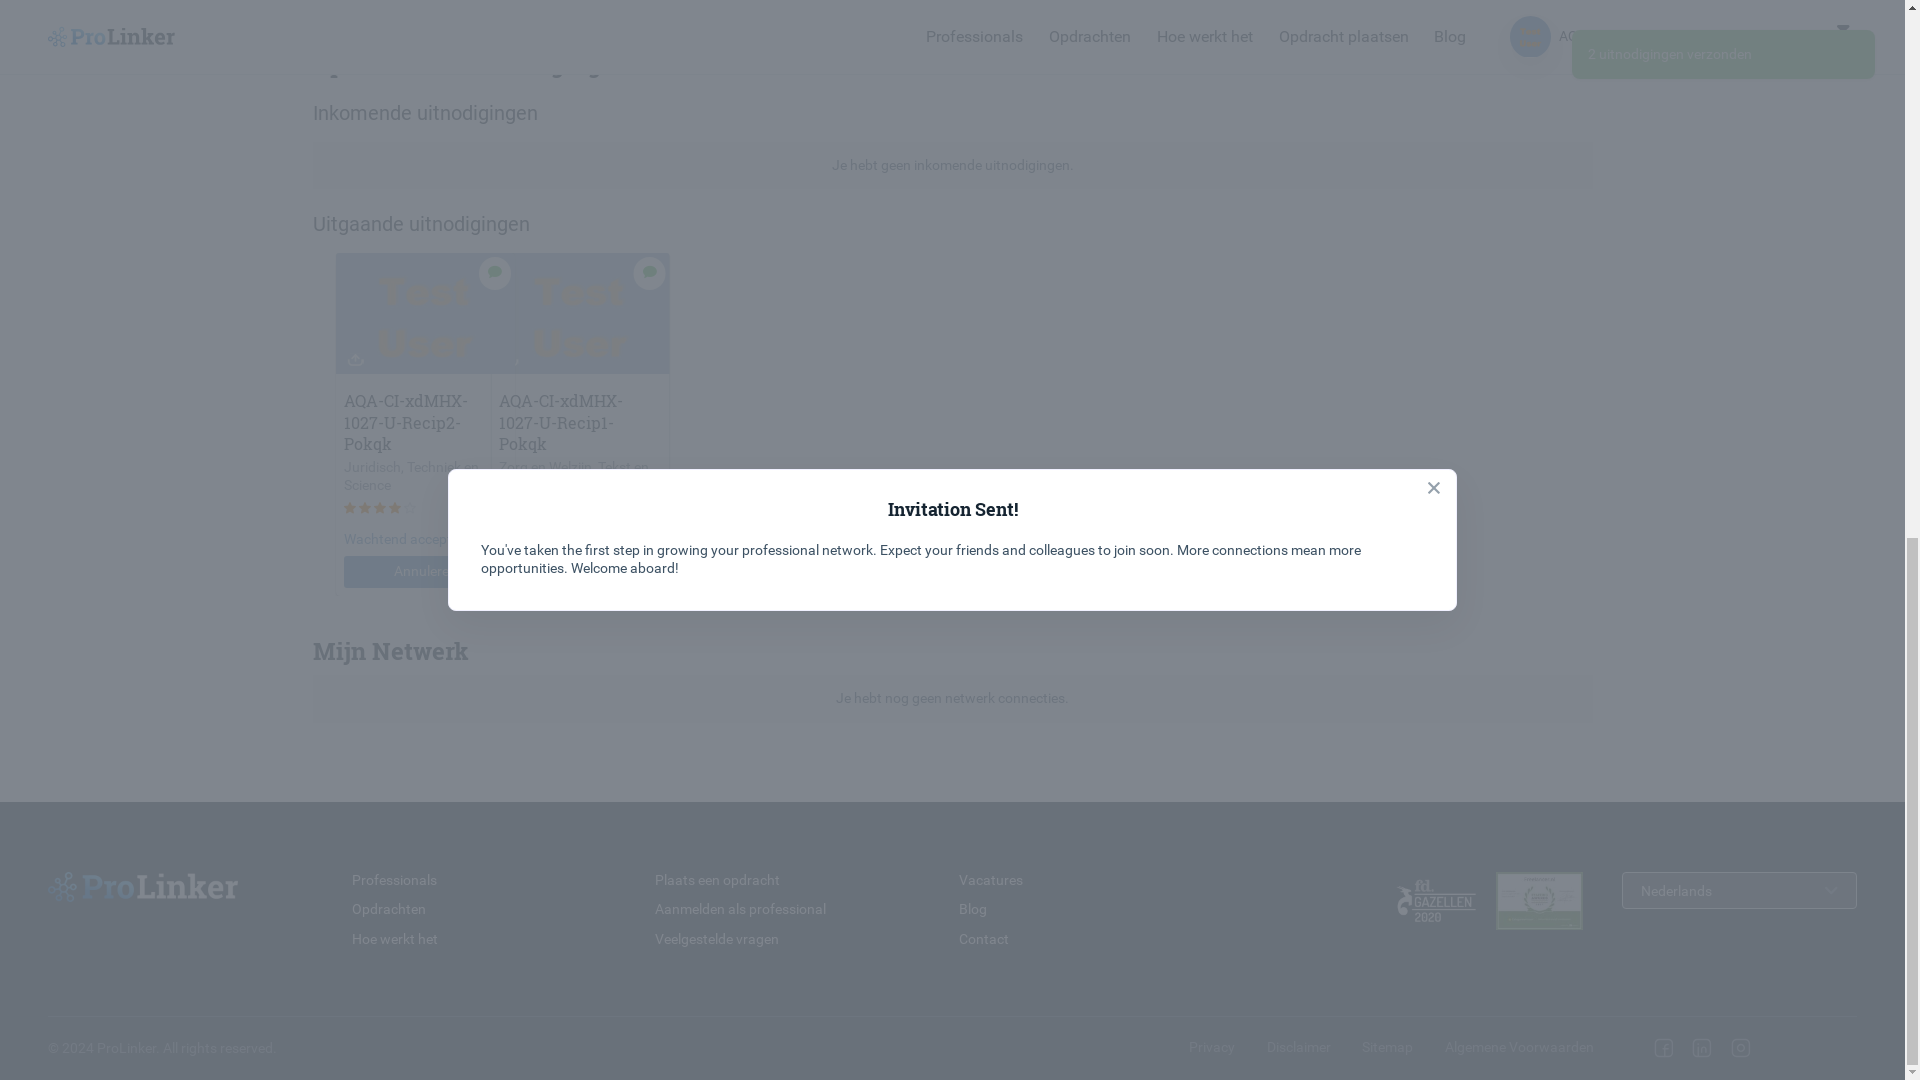 ProLinker
Professionals Opdrachten Hoe werkt het Opdracht plaatsen Blog
2 uitnodigingen verzonden
Inkomende uitnodigingen
Je hebt geen inkomende uitnodigingen.
Uitgaande uitnodigingen
Test Test
User User
AQA-CI-xdMHX- AQA-CI-xdMHX-
1027-U-Recip2- 1027-U-Recip1-
Pokqk Pokqk
Juridisch, Techniek en Zorg en Welzijn, Tekst en
Science
Wachtend
Invitation Sent!
You've taken the first step in growing your professional network. Expect your friends and colleagues to join soon. More connections mean more
opportunities. Welcome aboard!
Mijn Netwerk
Je hebt nog geen netwerk connecties.
ProLinker
Professionals
Opdrachten
Hoe werkt het
Plaats een opdracht
Aanmelden als professional
Veelgestelde vragen
Vacatures
Blog
Contact
fd.
GAZELLEN
2020
Nederlands
© 2024 ProLinker. All rights reserved
Privacy Disclaimer Sitemap Algemene Voorwaarden